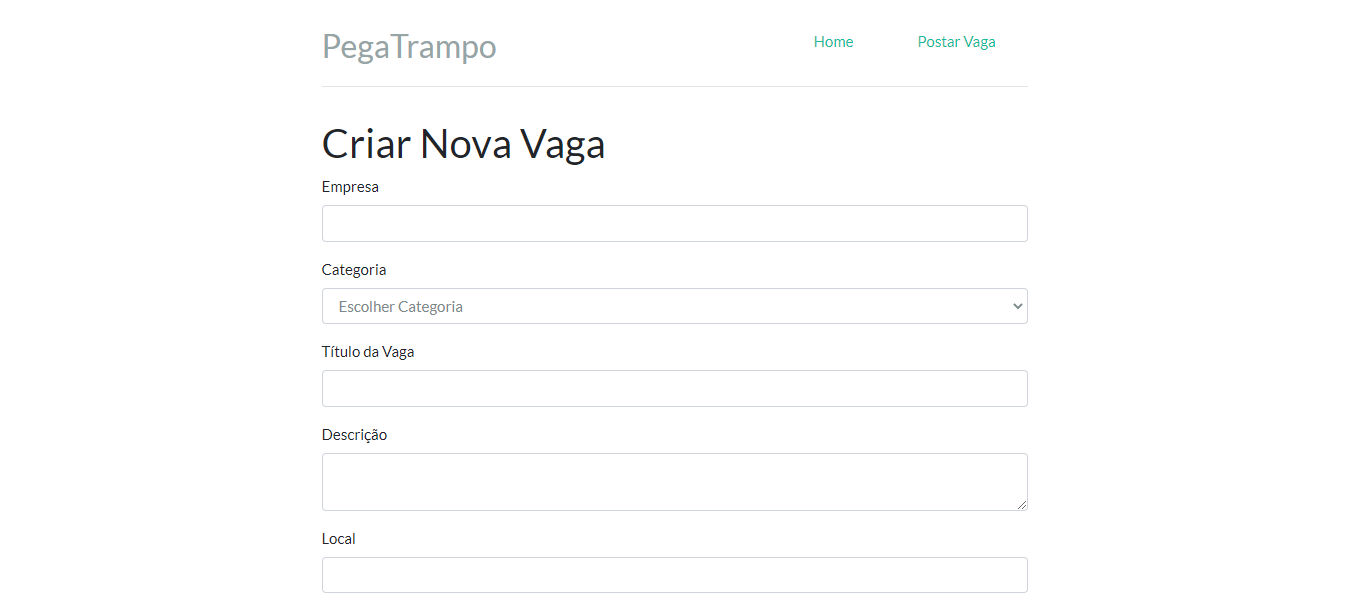 PegaTrampo
Home
Postar Vaga
Criar Nova Vaga
Empresa
Categoria
Escolher Categoria
Título da Vaga
Descrição
Local